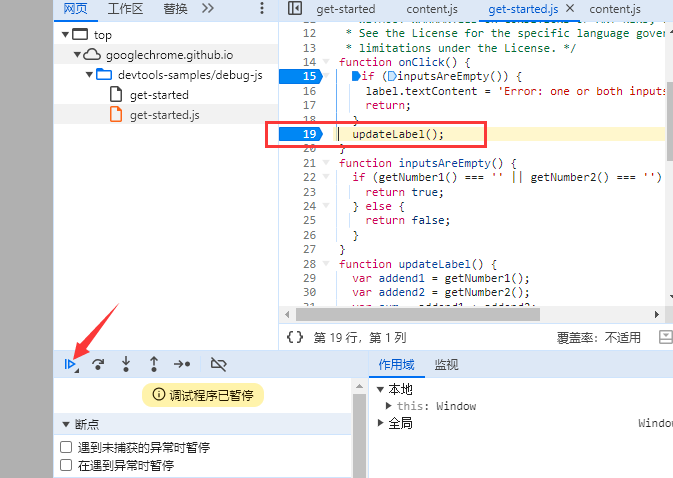 网页 工作区 替换
get-started content.js get-started.js content.js
top
googlechrome.github.io
devtools-samples/debug-js
get-started
get-started.js
12 * See the License for the specific language gover
13 * limitations under the License. */
14 function onClick() {
15 if (inputsAreEmpty()) {
16 label.textContent = 'Error: one or both inputs
17 return;
18 }
19 updateLabel();
20 }
21 function inputsAreEmpty() {
22 if (getNumber1() === '' || getNumber2() === '')
23 return true;
24 } else {
25 return false;
26 }
27 }
28 function updateLabel() {
29 var addend1 = getNumber1();
30 var addend2 = getNumber2();
{} 第 19 行，第 1 列 覆盖率：不适用
调试程序已暂停
断点
遇到未捕获的异常时暂停
在遇到异常时暂停
作用域 监视
本地
this: Window
全局 Window